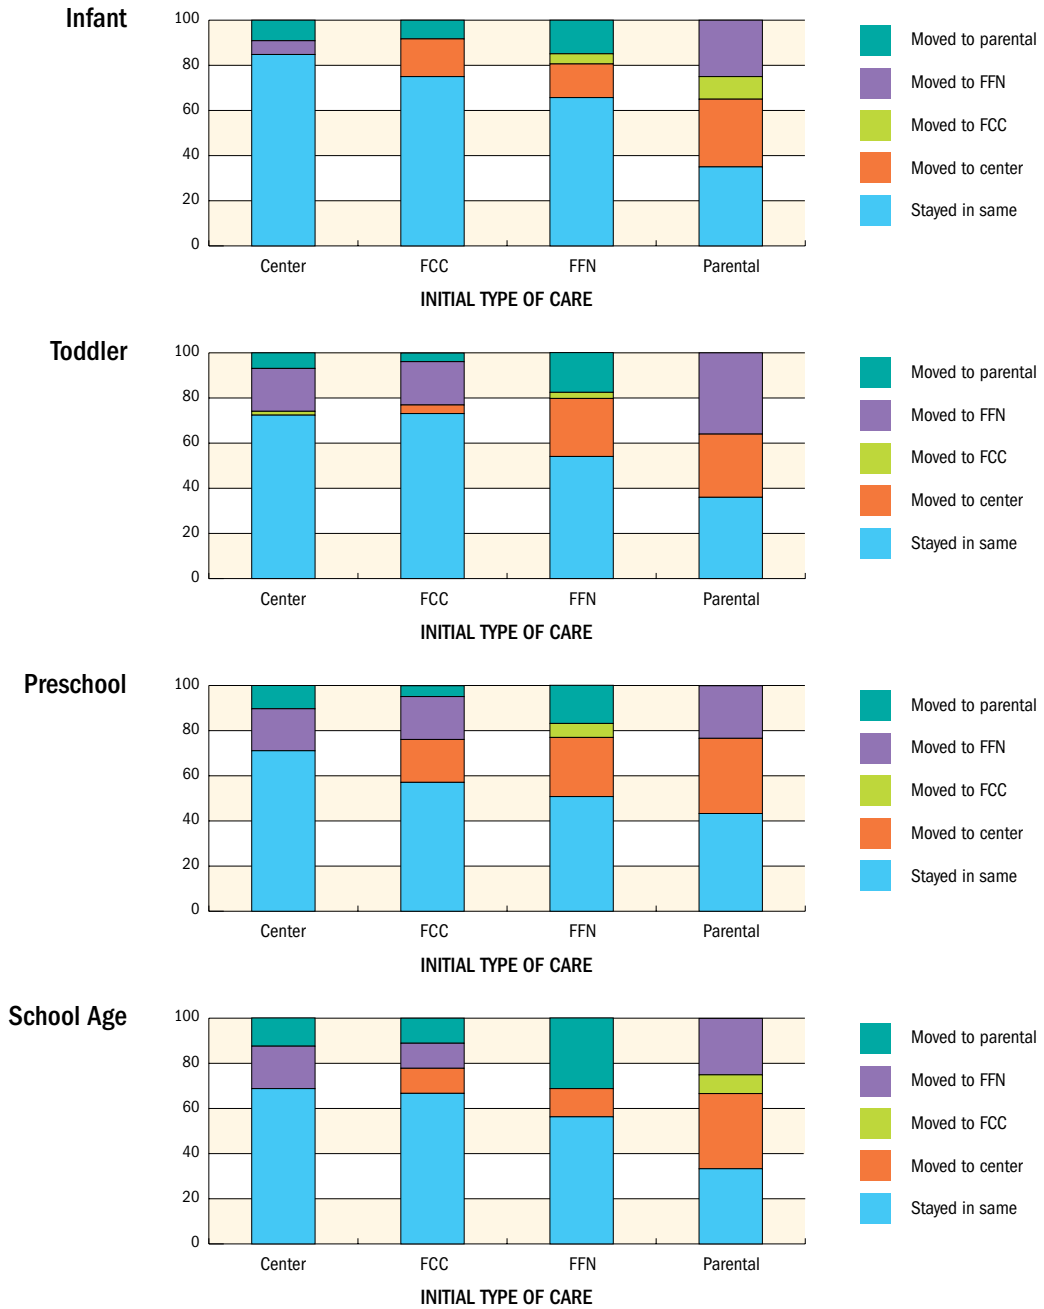 Infant
100
80
60
40
20
0
Center FCC FFN Parental
INITIAL TYPE OF CARE
Moved to parental
Moved to FFN
Moved to FCC
Moved to center
Stayed in same
Toddler
100
80
60
40
20
0
Center FCC FFN Parental
INITIAL TYPE OF CARE
Moved to parental
Moved to FFN
Moved to FCC
Moved to center
Stayed in same
Preschool
100
80
60
40
20
0
Center FCC FFN Parental
INITIAL TYPE OF CARE
Moved to parental
Moved to FFN
Moved to FCC
Moved to center
Stayed in same
School Age
100
80
60
40
20
0
Center FCC FFN Parental
INITIAL TYPE OF CARE
Moved to parental
Moved to FFN
Moved to FCC
Moved to center
Stayed in same